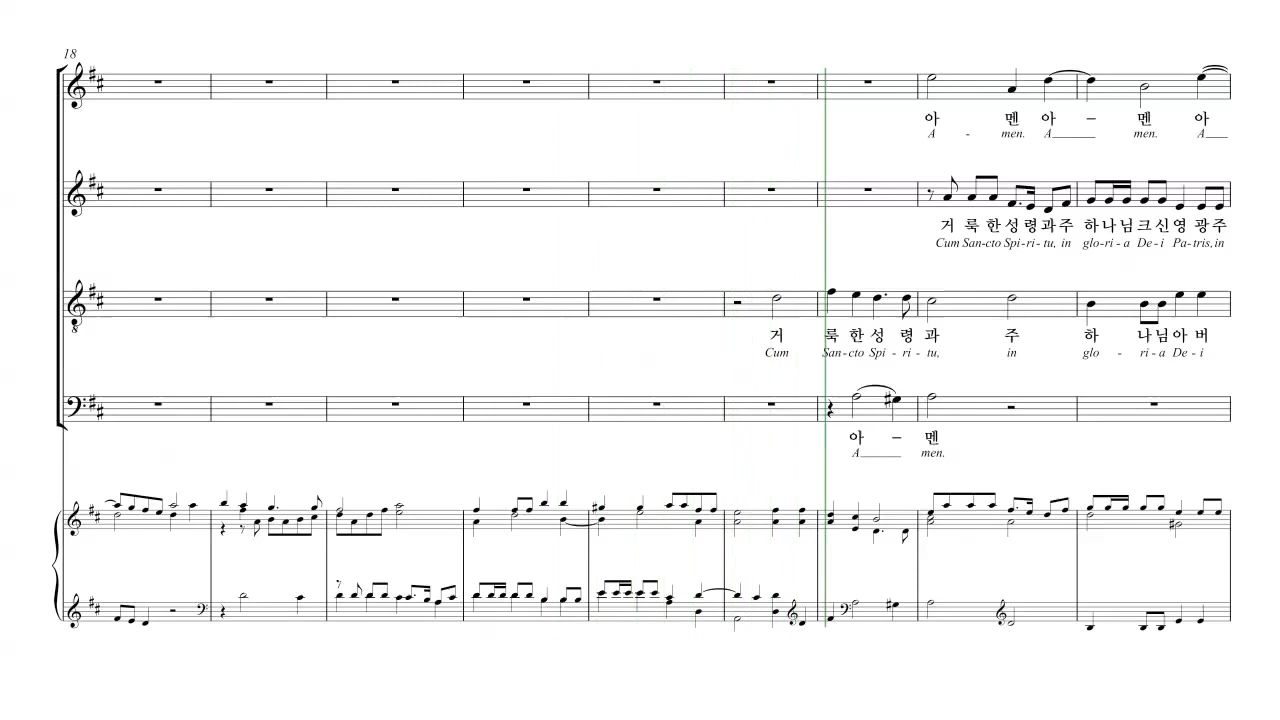 18
아 멘 아 – 멘 아
A - men. A____ men. A__
거 룩 한 성 령 과 주 하 나 님 크 신 영 광 주
Cum San-cto Spi-ri-tu, in glo-ri-a De-i Pa-tris, in
거 룩 한 성 령 과 주 하 나 님 아 버
Cum San-cto Spi-ri-tu, in glo-ri-a De-i
아 – 멘
A____ men.